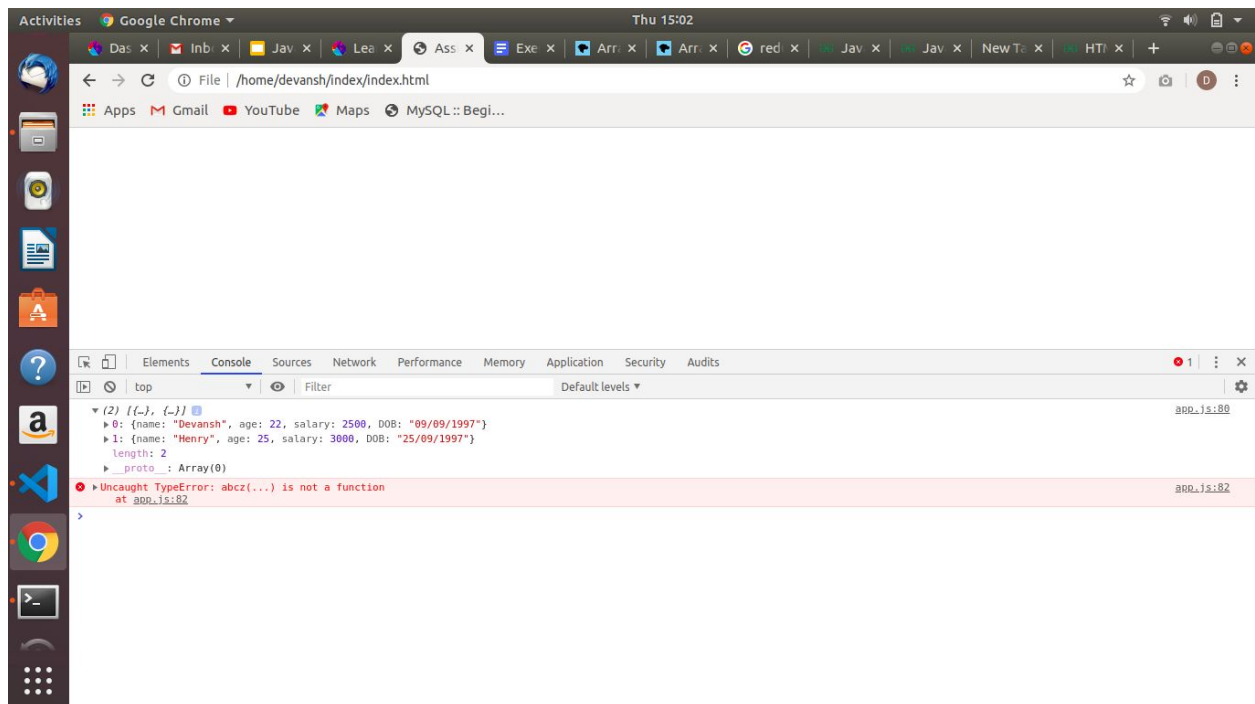 Activities Google Chrome ▾ Thu 15:02
Das Inb Jav Lea Ass Exe Arr Arr red Jav Jav New Ta HTM
File | /home/devansh/index/index.html D
Apps Gmail YouTube Maps MySQL :: Begi...
Elements Console Sources Network Performance Memory Application Security Audits 1
top Filter Default levels ▼
▼ (2) [{…}, {…}] app.js:80
▶ 0: {name: "Devansh", age: 22, salary: 2500, DOB: "09/09/1997"}
▶ 1: {name: "Henry", age: 25, salary: 3000, DOB: "25/09/1997"}
length: 2
▶ __proto__: Array(0)
▶ Uncaught TypeError: abcz(...) is not a function app.js:82
at app.js:82
>